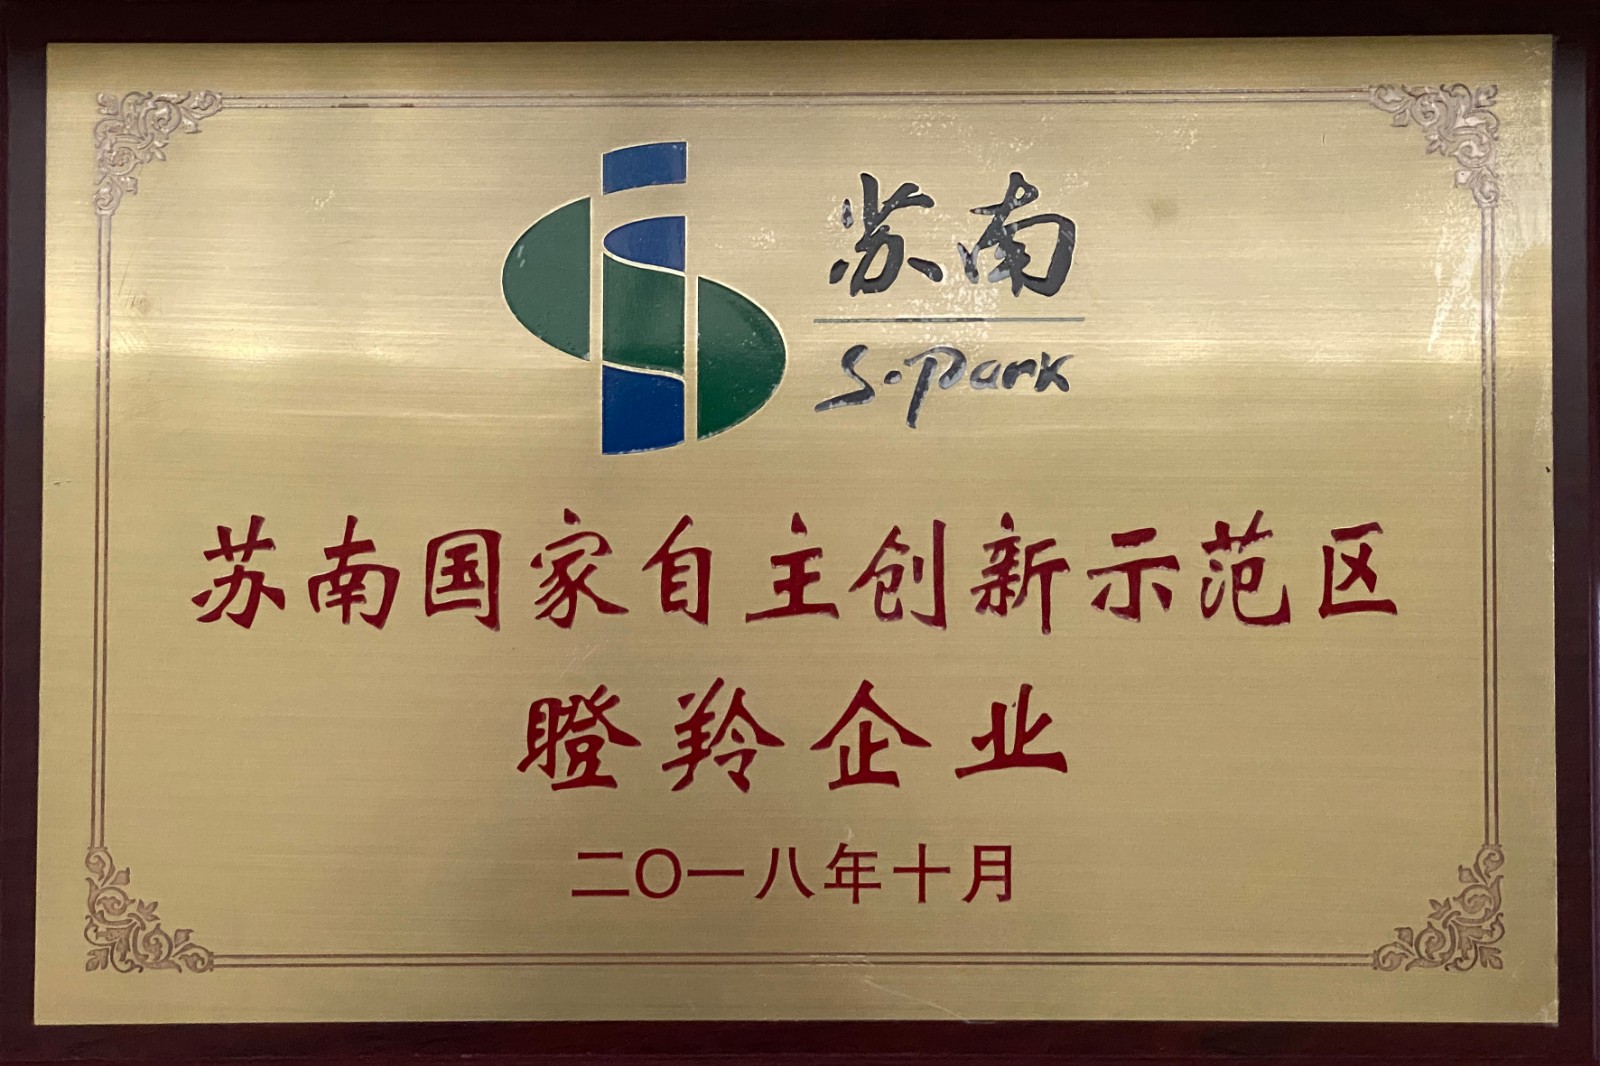 苏南
S·Park
苏南国家自主创新示范区
瞪羚企业
二〇一八年十月